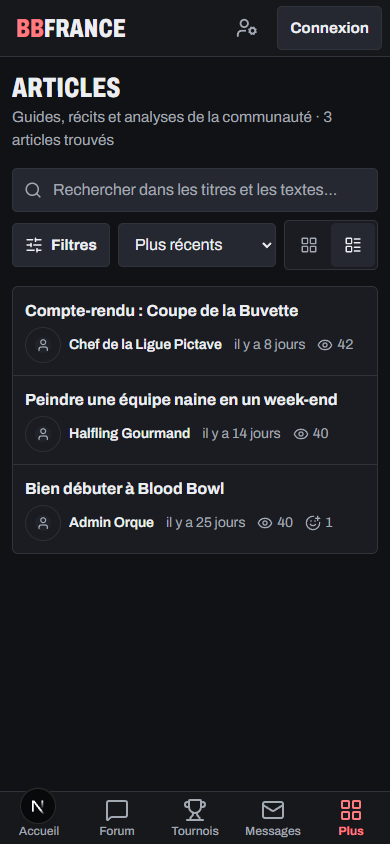 BBFRANCE
Connexion
ARTICLES
Guides, récits et analyses de la communauté · 3
articles trouvés
Rechercher dans les titres et les textes...
Filtres
Plus récents
Compte-rendu : Coupe de la Buvette
Chef de la Ligue Pictave il y a 8 jours 42
Peindre une équipe naine en un week-end
Halfling Gourmand il y a 14 jours 40
Bien débuter à Blood Bowl
Admin Orque il y a 25 jours 40 1
N
Accueil Forum Tournois Messages Plus